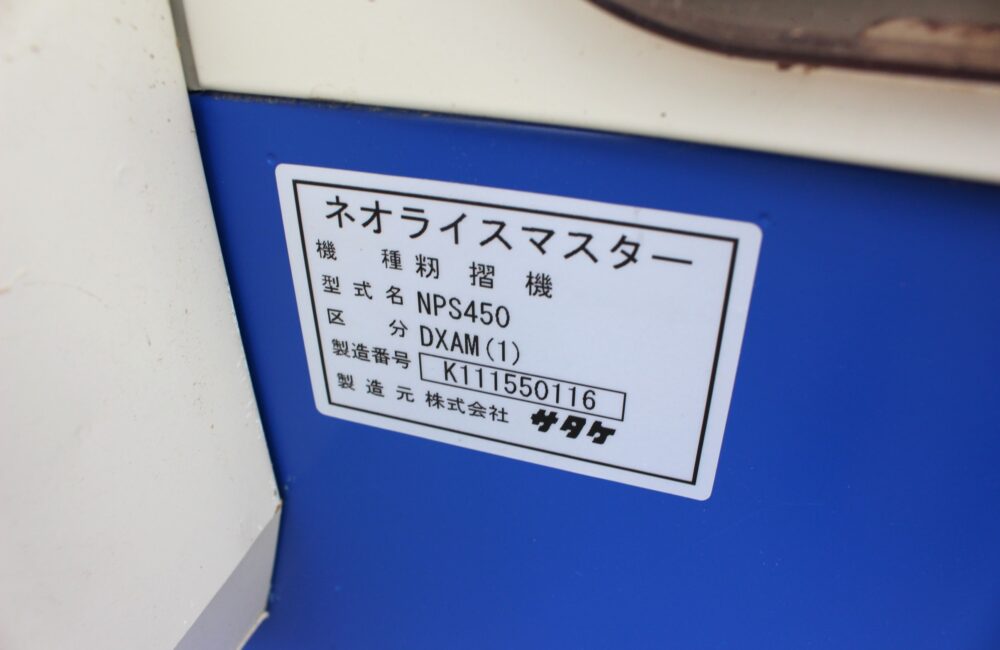 ネオライスマスター
機種 籾摺機
型式名 NPS450
区分 DXAM(1)
製造番号 K111550116
製造元 株式会社 サタケ